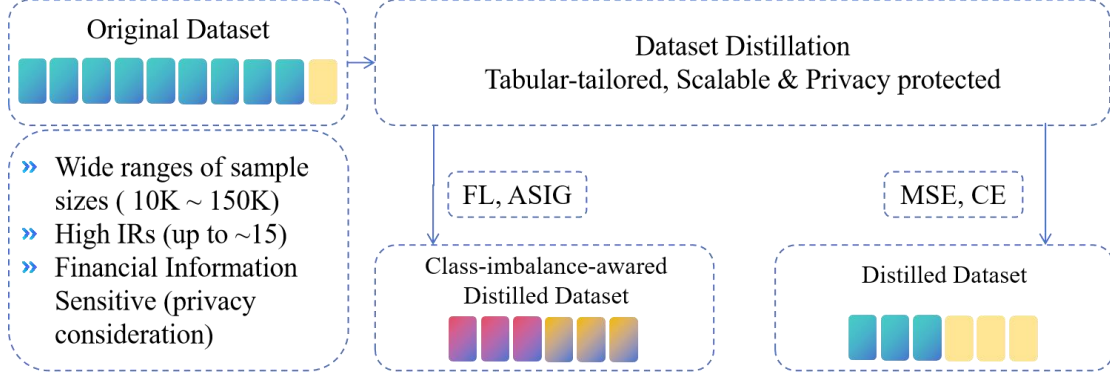 Original Dataset
Dataset Distillation
Tabular-tailored, Scalable & Privacy protected
Wide ranges of sample
sizes ( 10K ~ 150K)
High IRs (up to ~15)
Financial Information
Sensitive (privacy
consideration)
FL, ASIG
MSE, CE
Class-imbalance-awared
Distilled Dataset
Distilled Dataset